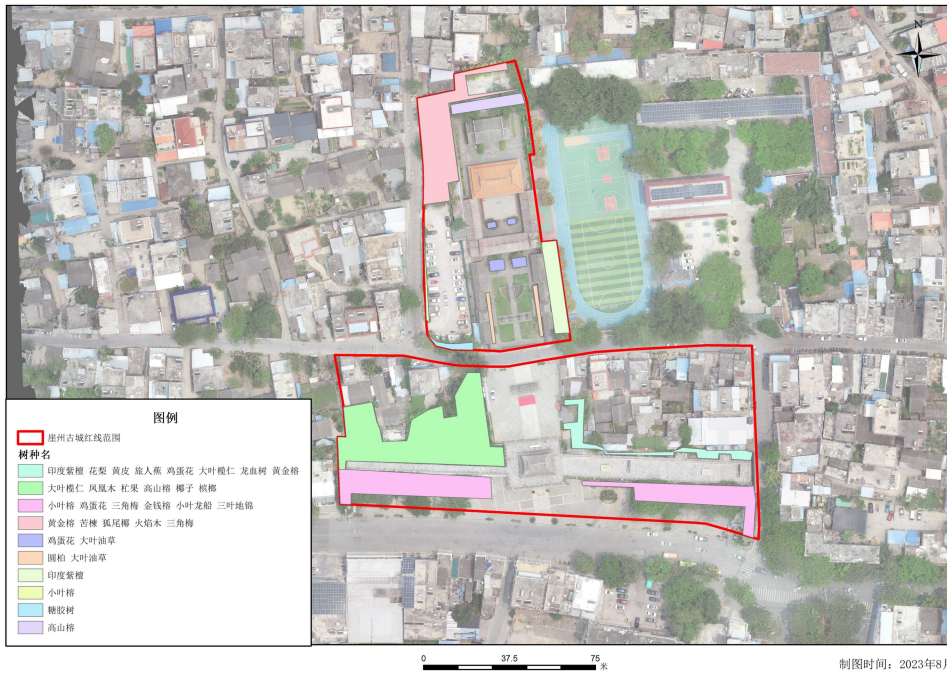 N
图例
崖州古城红线范围
树种名
印度紫檀 花梨 黄皮 旅人蕉 鸡蛋花 大叶榄仁 龙血树 黄金榕
大叶榄仁 凤凰木 杧果 高山榕 椰子 槟榔
小叶榕 鸡蛋花 三角梅 金钱榕 小叶龙船 三叶地锦
黄金榕 苦楝 狐尾椰 火焰木 三角梅
鸡蛋花 大叶油草
圆柏 大叶油草
印度紫檀
小叶榕
糖胶树
高山榕
0 37.5 75
米
制图时间：2023年8月